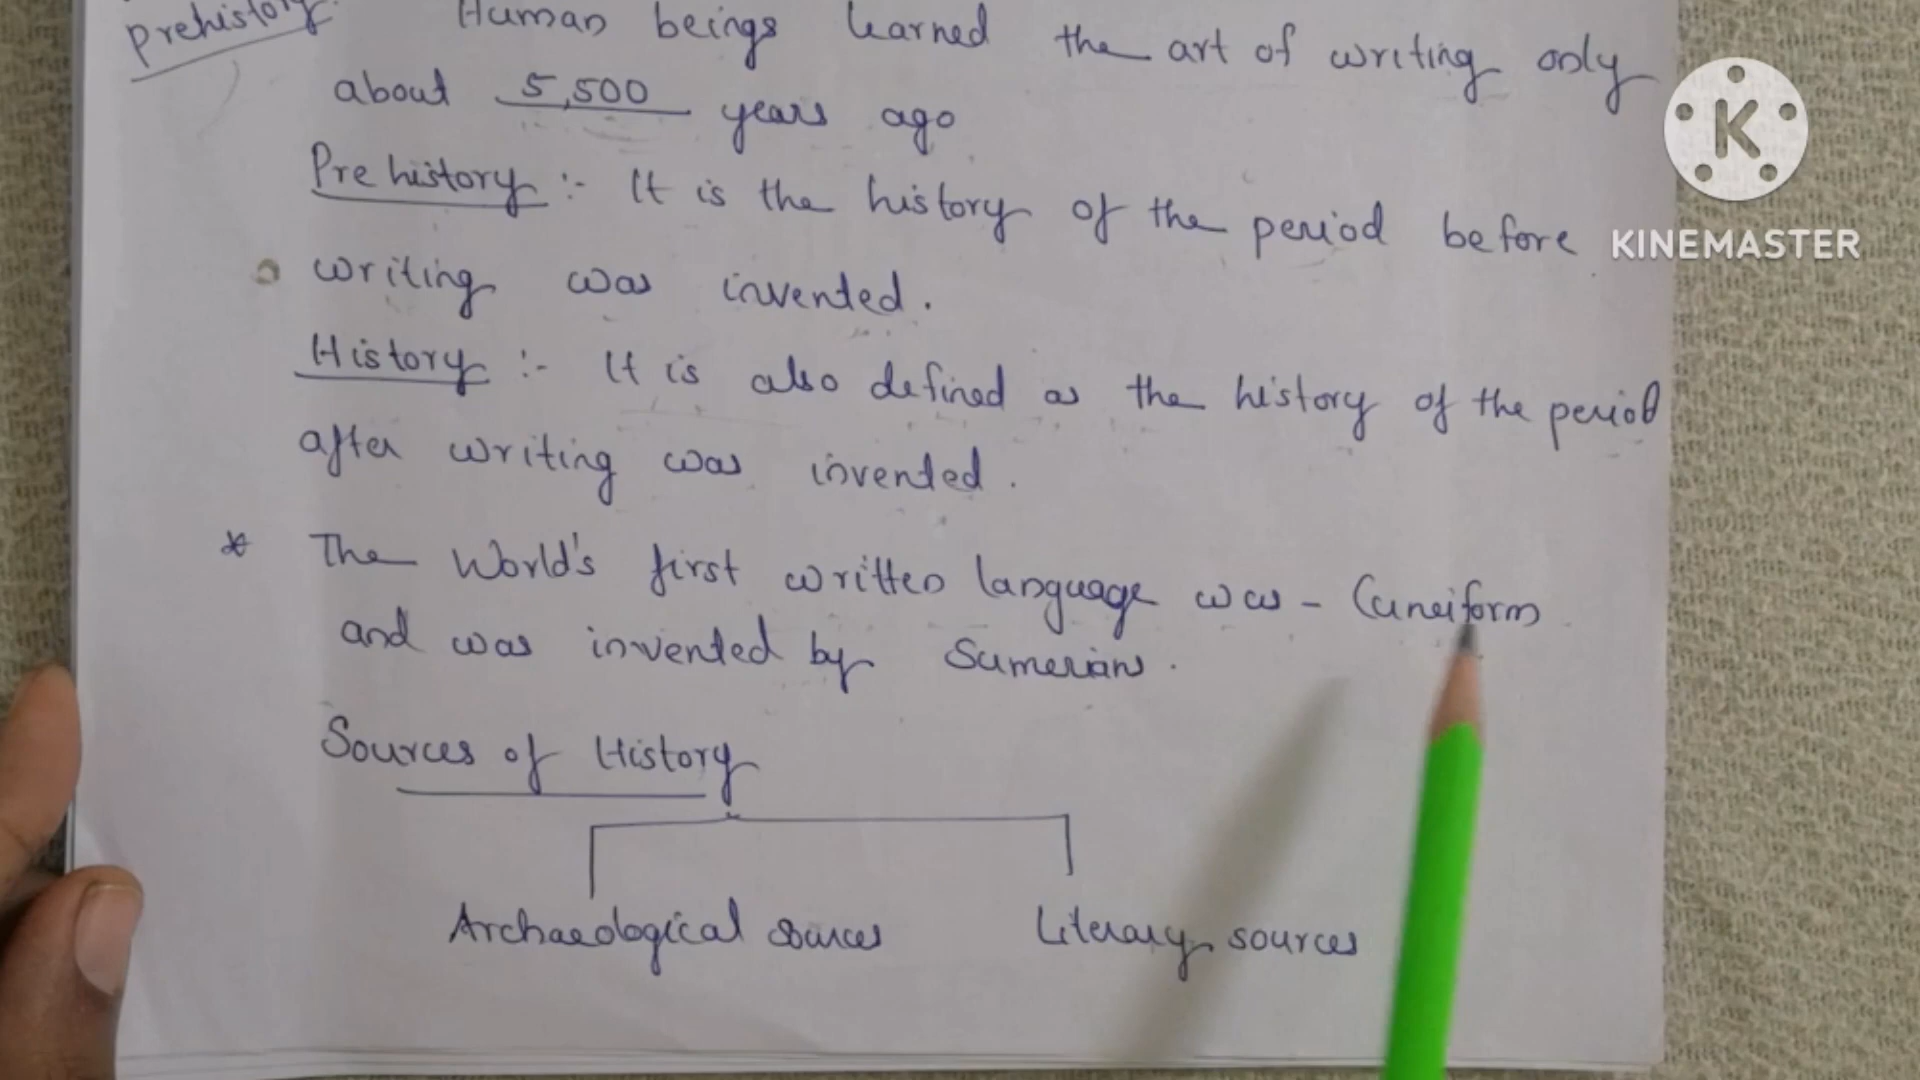 prehistory
Human beings learned the art of writing only
about 5,500 years ago
Prehistory :- It is the history of the period before
writing was invented.
History :- It is also defined as the history of the period
after writing was invented.
* The World's first written language was - Cuneiform
and was invented by Sumerians.
Sources of History
Archaeological sources Literary sources
K
KINEMASTER